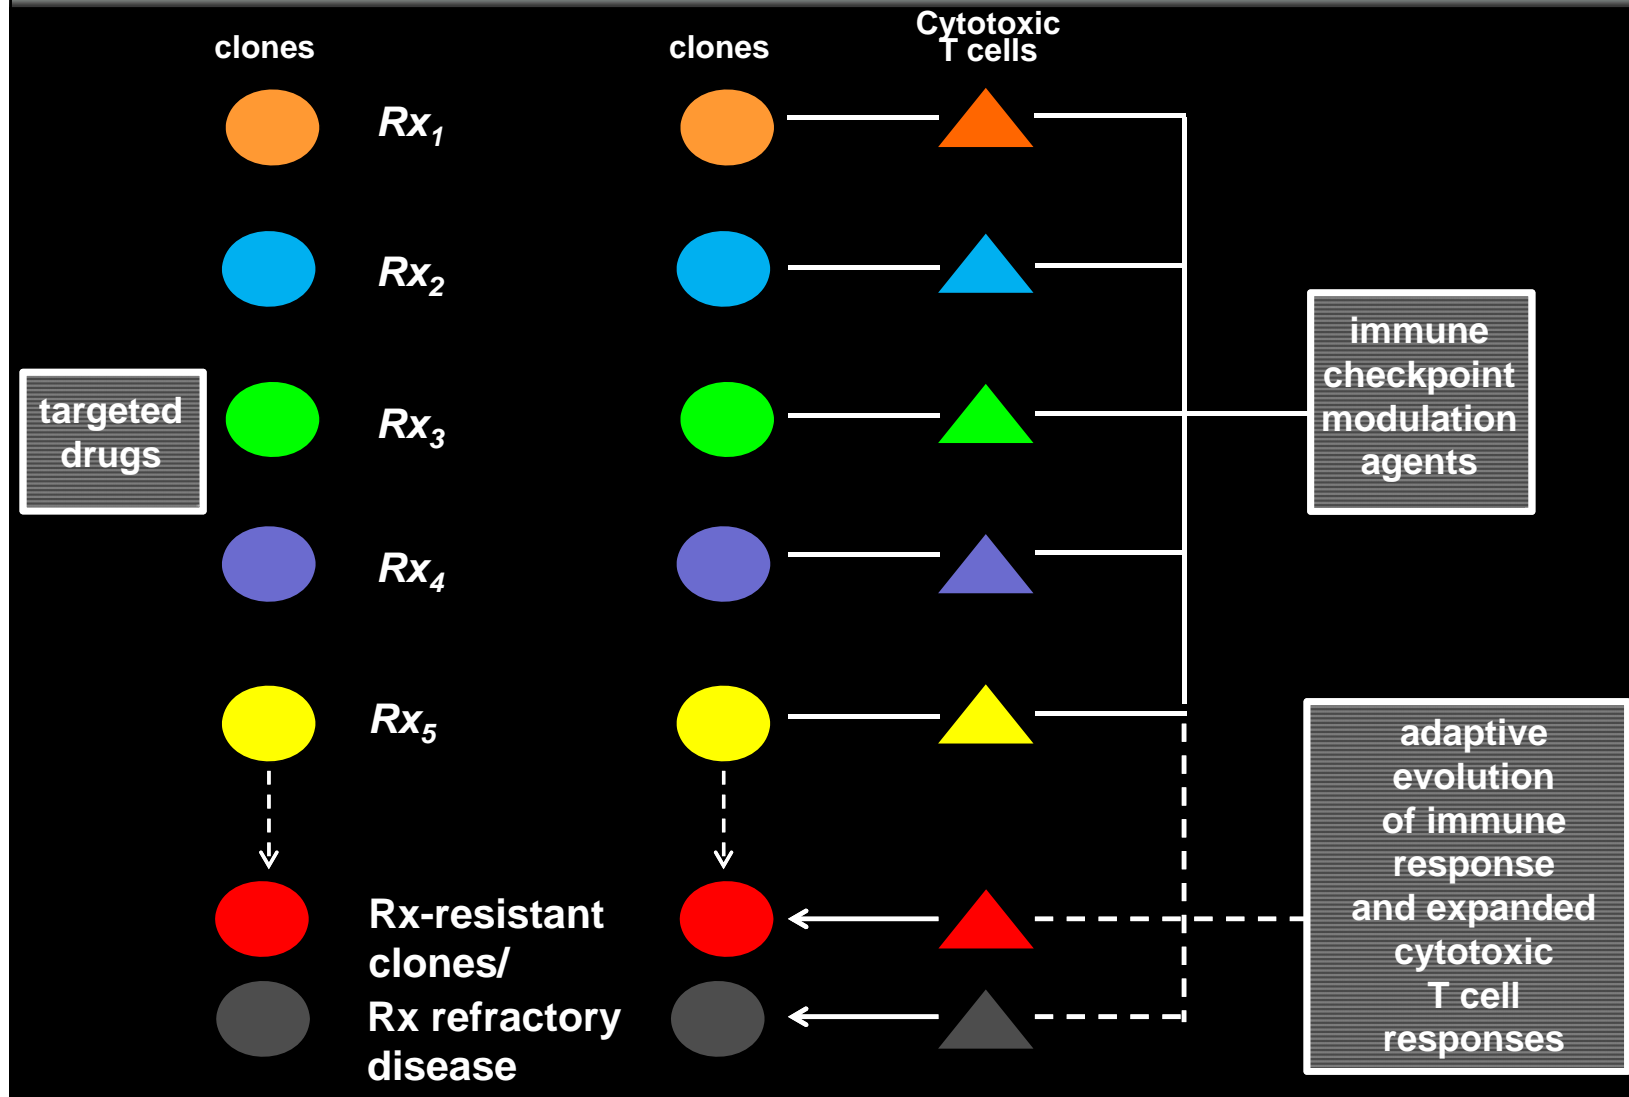 clones
clones
Cytotoxic
T cells
Rx1
Rx2
Rx3
Rx4
Rx5
targeted
drugs
immune
checkpoint
modulation
agents
Rx-resistant
clones/
Rx refractory
disease
adaptive
evolution
of immune
response
and expanded
cytotoxic
T cell
responses